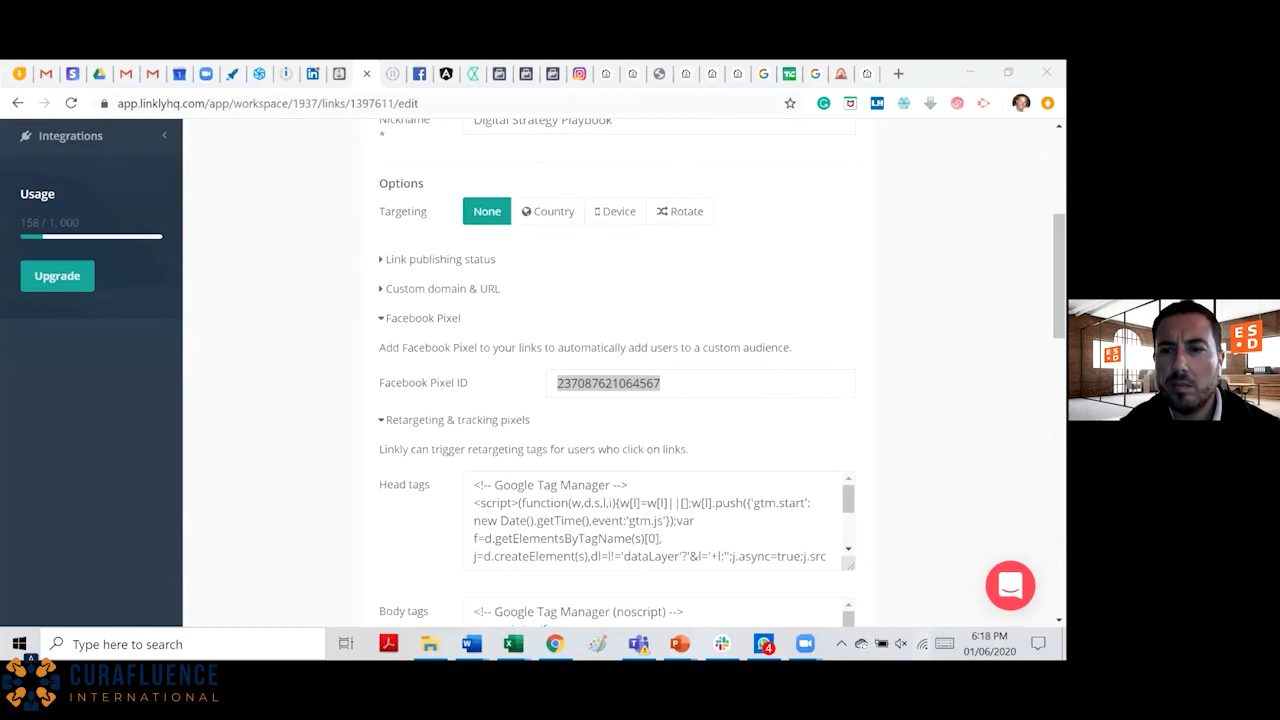 app.linklyhq.com/app/workspace/1937/links/1397611/edit
Integrations
Usage
158 / 1, 000
Upgrade
Nickname
*
Digital Strategy Playbook
Options
Targeting
None
Country
Device
Rotate
Link publishing status
Custom domain & URL
Facebook Pixel
Add Facebook Pixel to your links to automatically add users to a custom audience.
Facebook Pixel ID
237087621064567
Retargeting & tracking pixels
Linkly can trigger retargeting tags for users who click on links.
Head tags
<!-- Google Tag Manager -->
<script>(function(w,d,s,l,i){w[l]=w[l]||[];w[l].push({'gtm.start':
new Date().getTime(),event:'gtm.js'});var
f=d.getElementsByTagName(s)[0],
j=d.createElement(s),dl=l!='dataLayer'?'&l='+l:'';j.async=true;j.src
Body tags
<!-- Google Tag Manager (noscript) -->
ES
D
ES
D
Type here to search
4
6:18 PM
01/06/2020
CURAFLUENCE
INTERNATIONAL